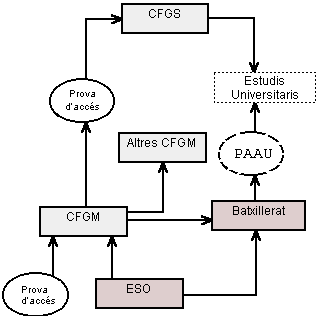 CFGS
Estudis
Universitaris
Prova
d'accés
Altres CFGM
PAAU
CFGM
Batxillerat
Prova
d'accés
ESO